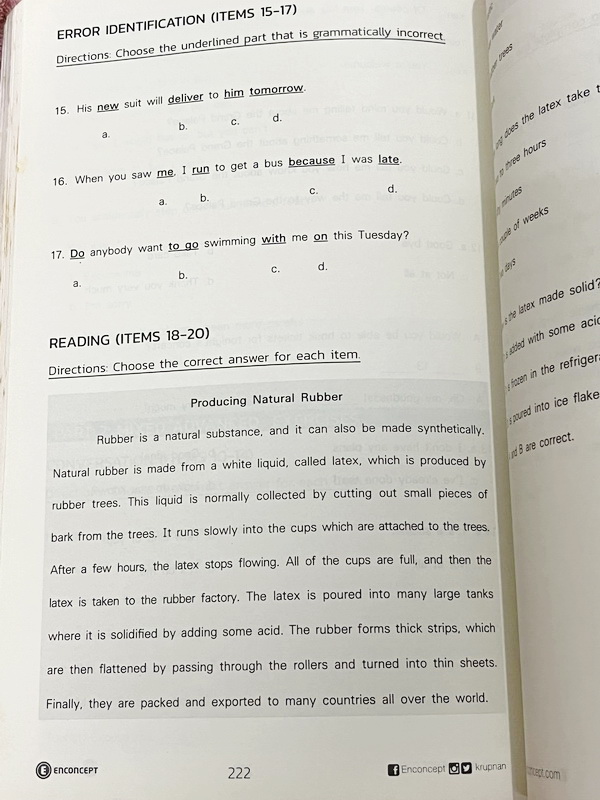 ERROR IDENTIFICATION (ITEMS 15-17)
Directions: Choose the underlined part that is grammatically incorrect.
15. His new suit will deliver to him tomorrow.
a. b. c. d.
16. When you saw me, I run to get a bus because I was late.
a. b. c. d.
17. Do anybody want to go swimming with me on this Tuesday?
a. b. c. d.
READING (ITEMS 18-20)
Directions: Choose the correct answer for each item.
Producing Natural Rubber
Rubber is a natural substance, and it can also be made synthetically.
Natural rubber is made from a white liquid, called latex, which is produced by
rubber trees. This liquid is normally collected by cutting out small pieces of
bark from the trees. It runs slowly into the cups which are attached to the trees.
After a few hours, the latex stops flowing. All of the cups are full, and then the
latex is taken to the rubber factory. The latex is poured into many large tanks
where it is solidified by adding some acid. The rubber forms thick strips, which
are then flattened by passing through the rollers and turned into thin sheets.
Finally, they are packed and exported to many countries all over the world.
E ENCONCEPT
222
Enconcept krupnan
trees
does the latex take
three hours
minutes
of weeks
days
the latex made solid?
added with some
frozen in the
poured into ice
B are correct.